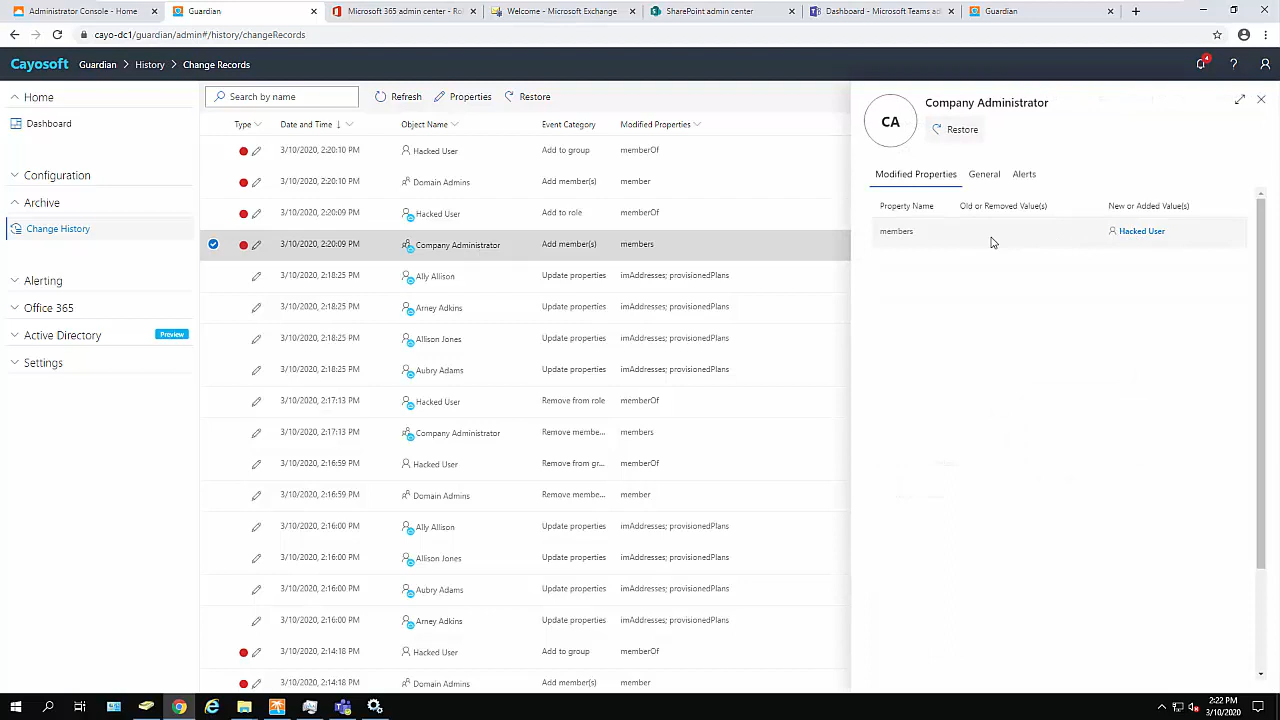 Administrator Console - Home
Guardian
Microsoft 365 admin center - Ro
Welcome - Microsoft Exchange
SharePoint admin center
Dashboard - Microsoft Teams ad
Guardian
cayo-dc1/guardian/admin#/history/changeRecords
Cayosoft Guardian > History > Change Records
4
Home
Dashboard
Configuration
Archive
Change History
Alerting
Office 365
Active Directory Preview
Settings
Search by name Refresh Properties Restore
Type Date and Time Object Name Event Category Modified Properties
3/10/2020, 2:20:10 PM Hacked User Add to group memberOf
3/10/2020, 2:20:10 PM Domain Admins Add member(s) member
3/10/2020, 2:20:09 PM Hacked User Add to role memberOf
3/10/2020, 2:20:09 PM Company Administrator Add member(s) members
3/10/2020, 2:18:25 PM Ally Allison Update properties imAddresses; provisionedPlans
3/10/2020, 2:18:25 PM Arney Adkins Update properties imAddresses; provisionedPlans
3/10/2020, 2:18:25 PM Allison Jones Update properties imAddresses; provisionedPlans
3/10/2020, 2:18:25 PM Aubry Adams Update properties imAddresses; provisionedPlans
3/10/2020, 2:17:13 PM Hacked User Remove from role memberOf
3/10/2020, 2:17:13 PM Company Administrator Remove membe... members
3/10/2020, 2:16:59 PM Hacked User Remove from gr... memberOf
3/10/2020, 2:16:59 PM Domain Admins Remove membe... member
3/10/2020, 2:16:00 PM Ally Allison Update properties imAddresses; provisionedPlans
3/10/2020, 2:16:00 PM Allison Jones Update properties imAddresses; provisionedPlans
3/10/2020, 2:16:00 PM Aubry Adams Update properties imAddresses; provisionedPlans
3/10/2020, 2:16:00 PM Arney Adkins Update properties imAddresses; provisionedPlans
3/10/2020, 2:14:18 PM Hacked User Add to group memberOf
3/10/2020, 2:14:18 PM Domain Admins Add member(s) member
CA
Company Administrator
Restore
Modified Properties General Alerts
Property Name Old or Removed Value(s) New or Added Value(s)
members Hacked User
2:22 PM
3/10/2020